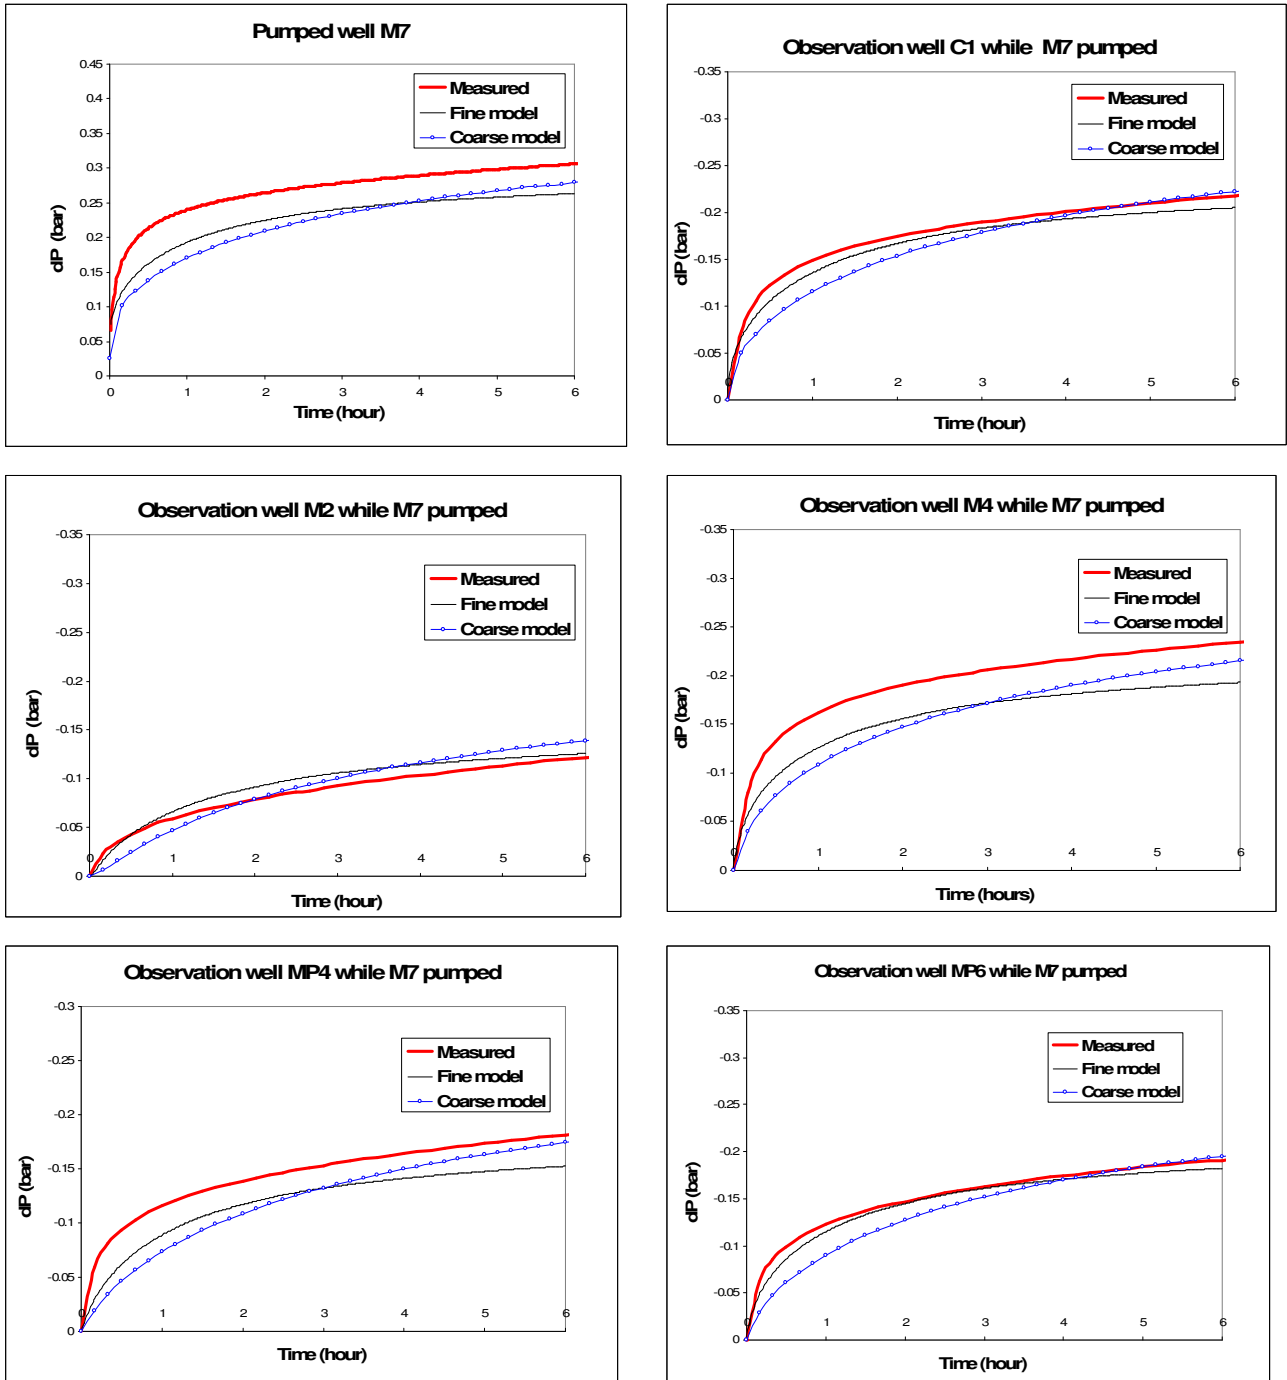 Pumped well M7
0.45
0.4
0.35
0.3
0.25
0.2
0.15
0.1
0.05
0
dP (bar)
Measured
Fine model
Coarse model
0 1 2 3 4 5 6
Time (hour)
Observation well C1 while M7 pumped
-0.35
-0.3
-0.25
-0.2
-0.15
-0.1
-0.05
0
dP (bar)
Measured
Fine model
Coarse model
0 1 2 3 4 5 6
Time (hour)
Observation well M2 while M7 pumped
-0.35
-0.3
-0.25
-0.2
-0.15
-0.1
-0.05
0
dP (bar)
Measured
Fine model
Coarse model
0 1 2 3 4 5 6
Time (hour)
Observation well M4 while M7 pumped
-0.35
-0.3
-0.25
-0.2
-0.15
-0.1
-0.05
0
dP (bar)
Measured
Fine model
Coarse model
0 1 2 3 4 5 6
Time (hours)
Observation well MP4 while M7 pumped
-0.3
-0.25
-0.2
-0.15
-0.1
-0.05
0
dP (bar)
Measured
Fine model
Coarse model
0 1 2 3 4 5 6
Time (hour)
Observation well MP6 while M7 pumped
-0.35
-0.3
-0.25
-0.2
-0.15
-0.1
-0.05
0
dP (bar)
Measured
Fine model
Coarse model
0 1 2 3 4 5 6
Time (hour)